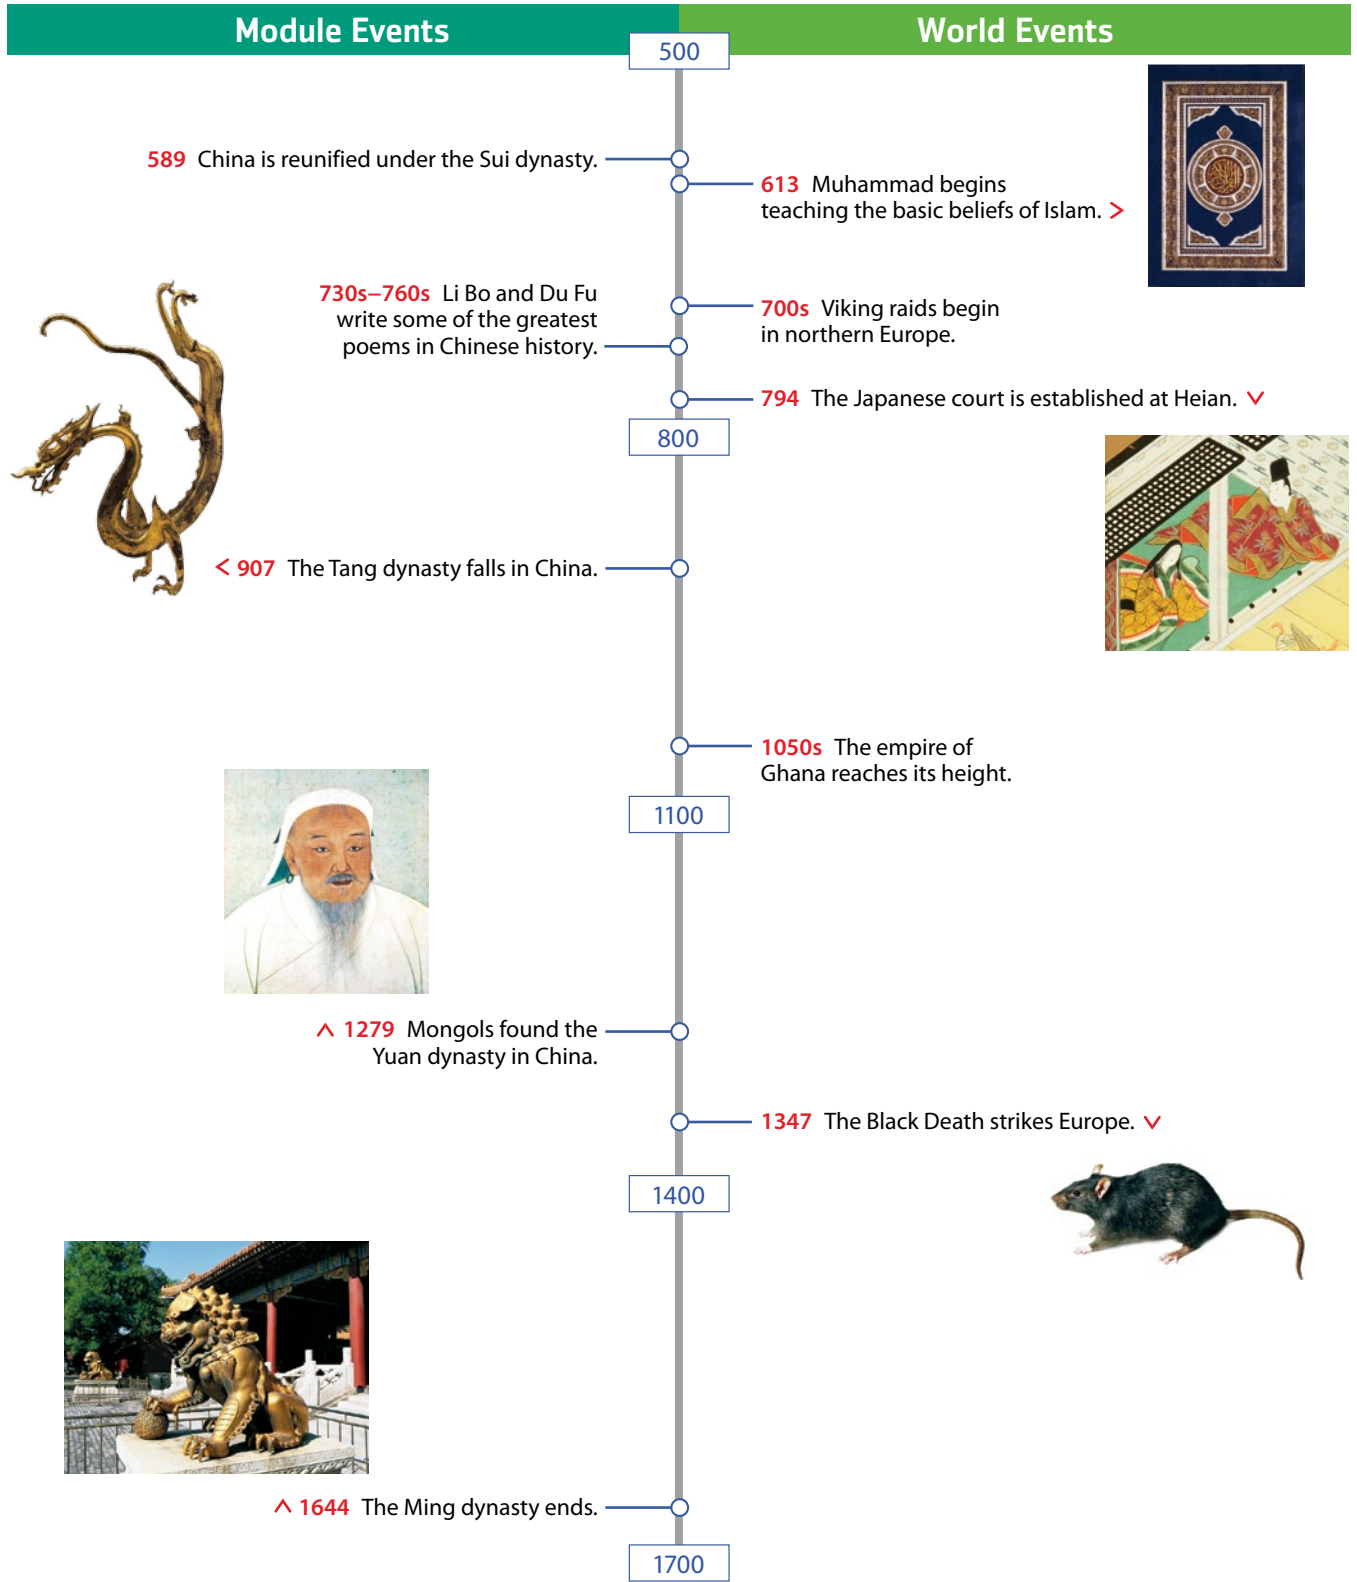 Module Events
World Events
500
589 China is reunified under the Sui dynasty.
613 Muhammad begins
teaching the basic beliefs of Islam. >
730s–760s Li Bo and Du Fu
write some of the greatest
poems in Chinese history.
700s Viking raids begin
in northern Europe.
794 The Japanese court is established at Heian.
800
< 907 The Tang dynasty falls in China.
1050s The empire of
Ghana reaches its height.
1100
1279 Mongols found the
Yuan dynasty in China.
1347 The Black Death strikes Europe.
1400
1644 The Ming dynasty ends.
1700